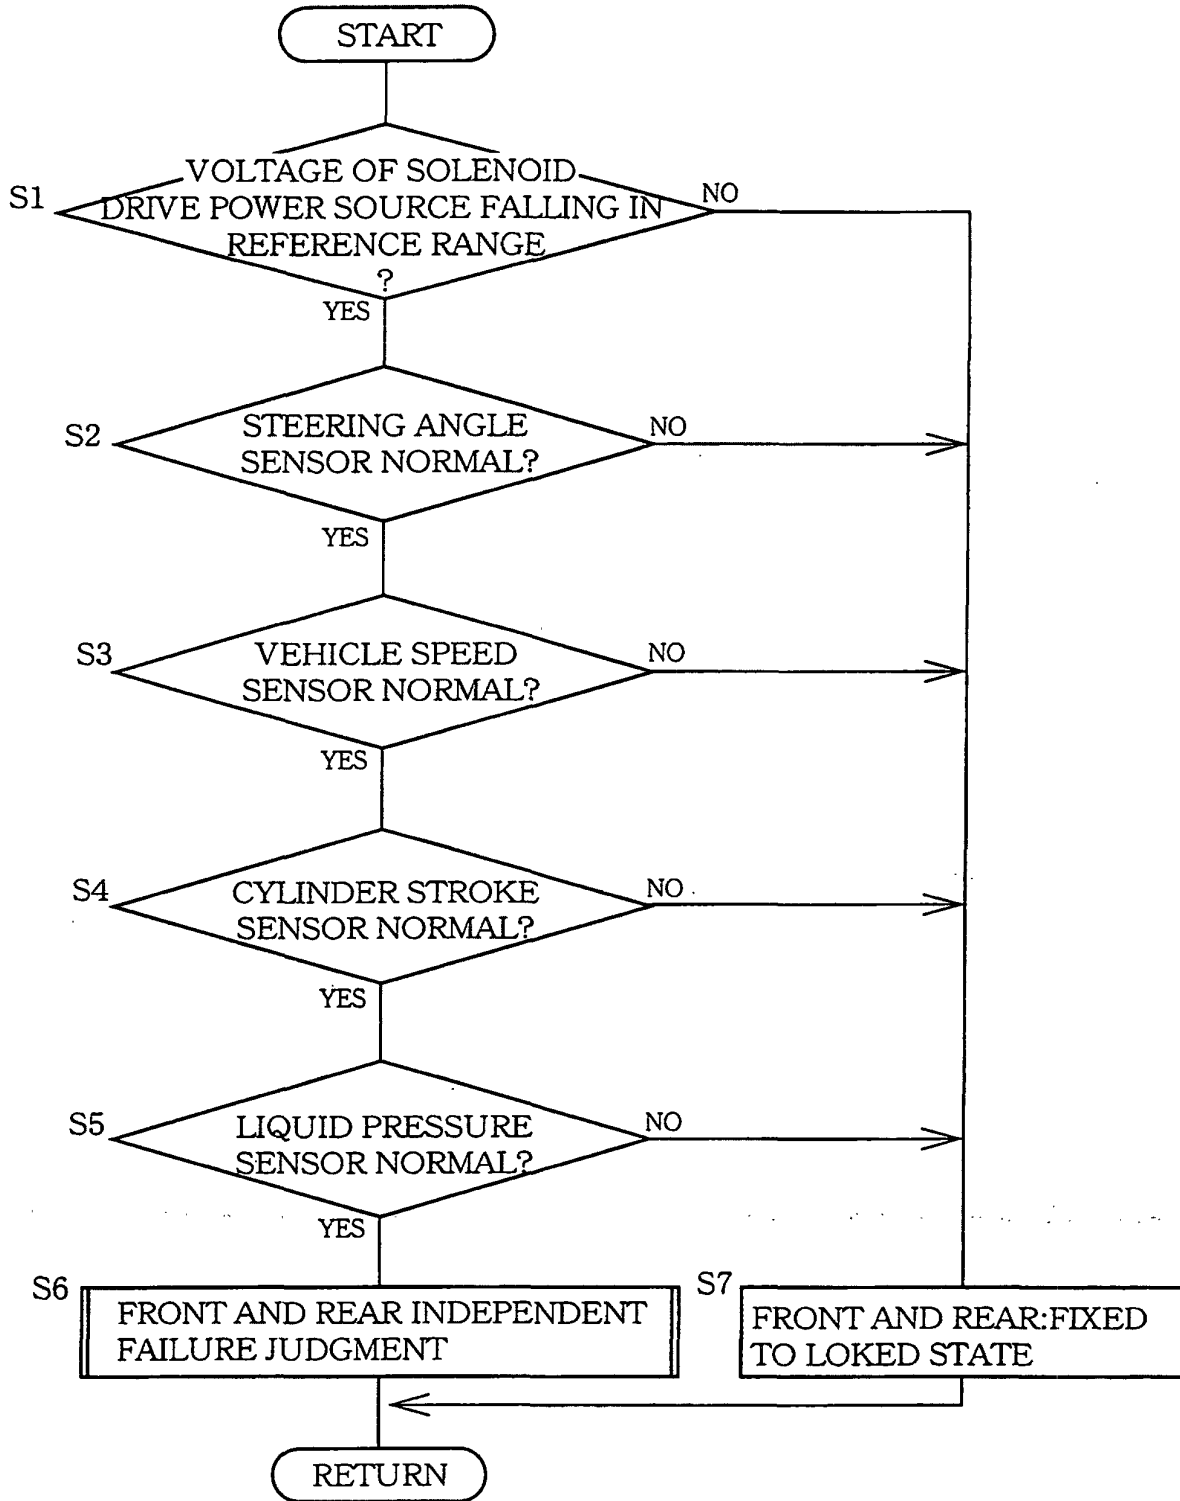 START
S1
VOLTAGE OF SOLENOID
DRIVE POWER SOURCE FALLING IN
REFERENCE RANGE
?
NO
YES
S2
STEERING ANGLE
SENSOR NORMAL?
NO
YES
S3
VEHICLE SPEED
SENSOR NORMAL?
NO
YES
S4
CYLINDER STROKE
SENSOR NORMAL?
NO
YES
S5
LIQUID PRESSURE
SENSOR NORMAL?
NO
YES
S6
FRONT AND REAR INDEPENDENT
FAILURE JUDGMENT
S7
FRONT AND REAR:FIXED
TO LOKED STATE
RETURN